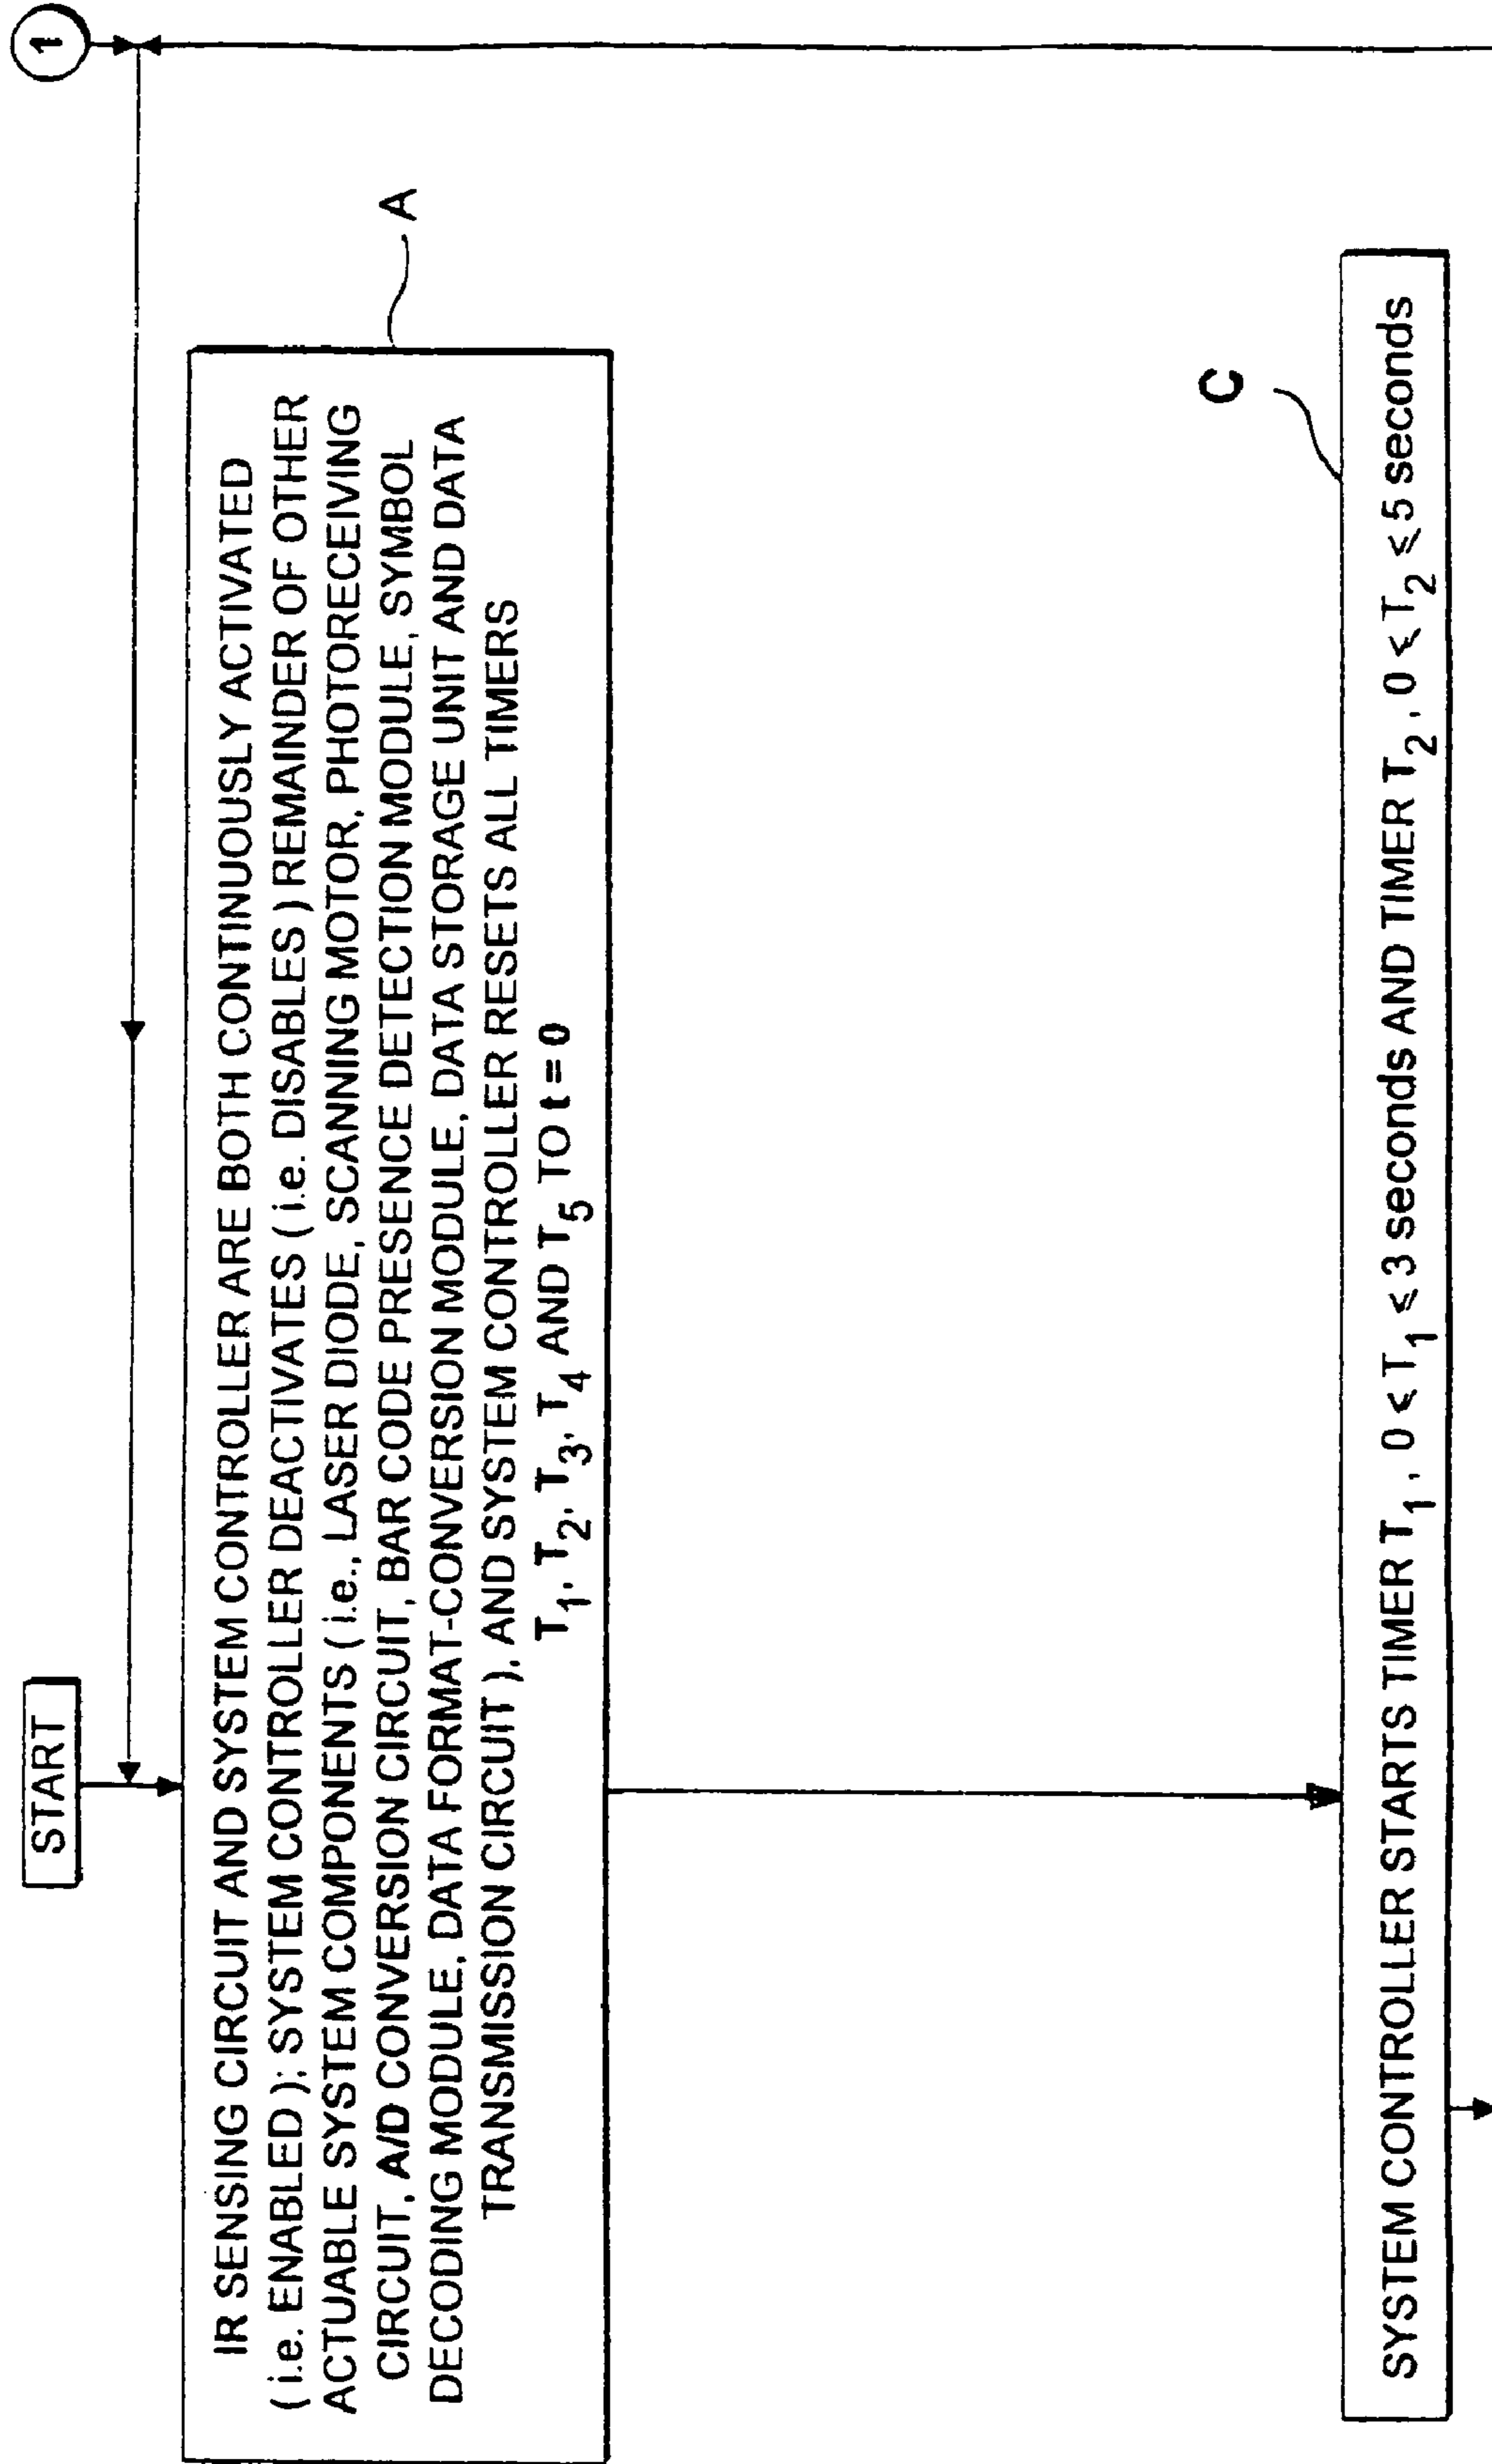 START
1
IR SENSING CIRCUIT AND SYSTEM CONTROLLER ARE BOTH CONTINUOUSLY ACTIVATED
( i.e. ENABLED ); SYSTEM CONTROLLER DEACTIVATES ( i.e. DISABLES ) REMAINDER OF OTHER
ACTUABLE SYSTEM COMPONENTS ( i.e., LASER DIODE, SCANNING MOTOR, PHOTORECEIVING
CIRCUIT, A/D CONVERSION CIRCUIT, BAR CODE PRESENCE DETECTION MODULE, SYMBOL
DECODING MODULE, DATA FORMAT-CONVERSION MODULE, DATA STORAGE UNIT AND DATA
TRANSMISSION CIRCUIT ), AND SYSTEM CONTROLLER RESETS ALL TIMERS
T1, T2, T3, T4 AND T5 TO t = 0
A
C
SYSTEM CONTROLLER STARTS TIMER T1, 0 < T1 ≤ 3 seconds AND TIMER T2, 0 < T2 ≤ 5 seconds